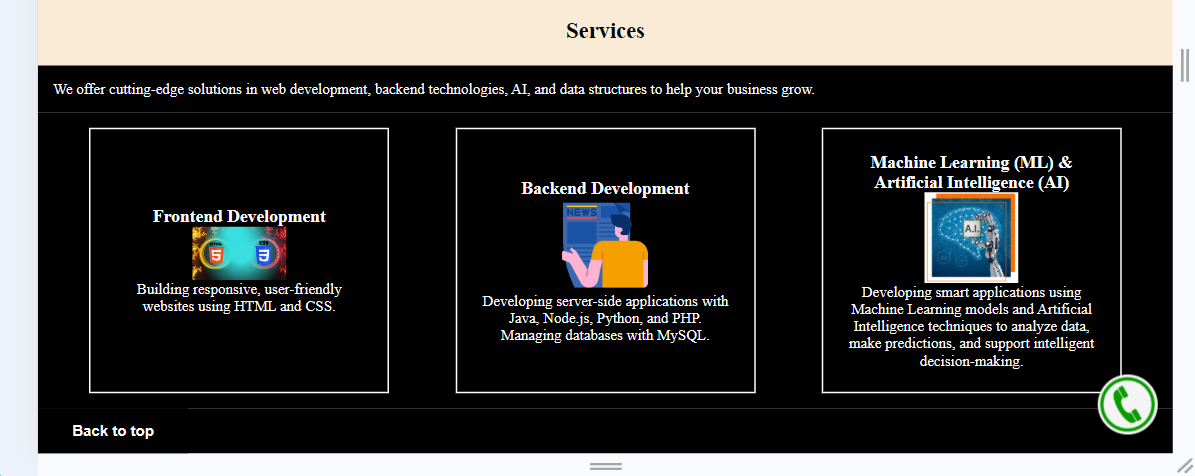 Services
We offer cutting-edge solutions in web development, backend technologies, AI, and data structures to help your business grow.
Frontend Development
HTML
5
CSS
3
Building responsive, user-friendly
websites using HTML and CSS.
Backend Development
NEWS
Developing server-side applications with
Java, Node.js, Python, and PHP.
Managing databases with MySQL.
Machine Learning (ML) &
Artificial Intelligence (AI)
A.I.
Developing smart applications using
Machine Learning models and Artificial
Intelligence techniques to analyze data,
make predictions, and support intelligent
decision-making.
Back to top